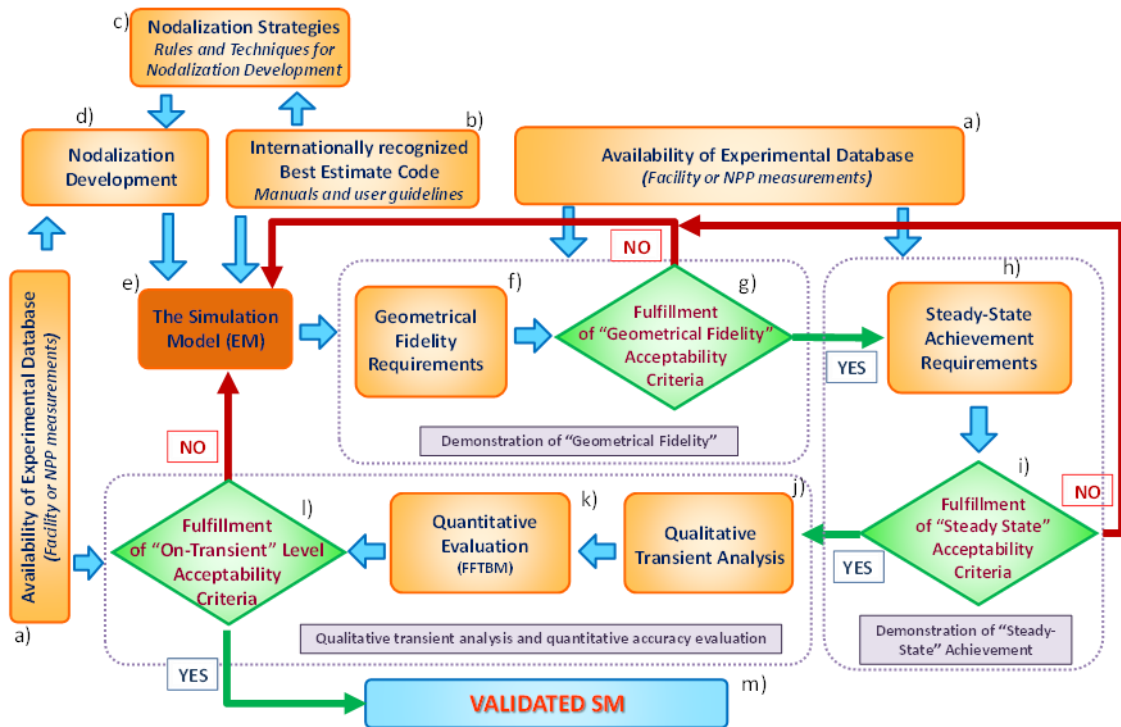 c)
Nodalization Strategies
Rules and Techniques for
Nodalization Development
d)
Nodalization
Development
b)
Internationally recognized
Best Estimate Code
Manuals and user guidelines
a)
Availability of Experimental Database
(Facility or NPP measurements)
e)
The Simulation
Model (EM)
f)
Geometrical
Fidelity
Requirements
NO
g)
Fulfillment
of “Geometrical Fidelity”
Acceptability
Criteria
YES
Demonstration of “Geometrical Fidelity”
h)
Steady-State
Achievement
Requirements
i)
Fulfillment
of “Steady State”
Acceptability
Criteria
NO
YES
Demonstration of “Steady-
State” Achievement
j)
Qualitative
Transient Analysis
k)
Quantitative
Evaluation
(FFTBM)
l)
Fulfillment
of “On-Transient” Level
Acceptability
Criteria
NO
YES
Qualitative transient analysis and quantitative accuracy evaluation
Availability of Experimental Database
(Facility or NPP measurements)
a)
m)
VALIDATED SM